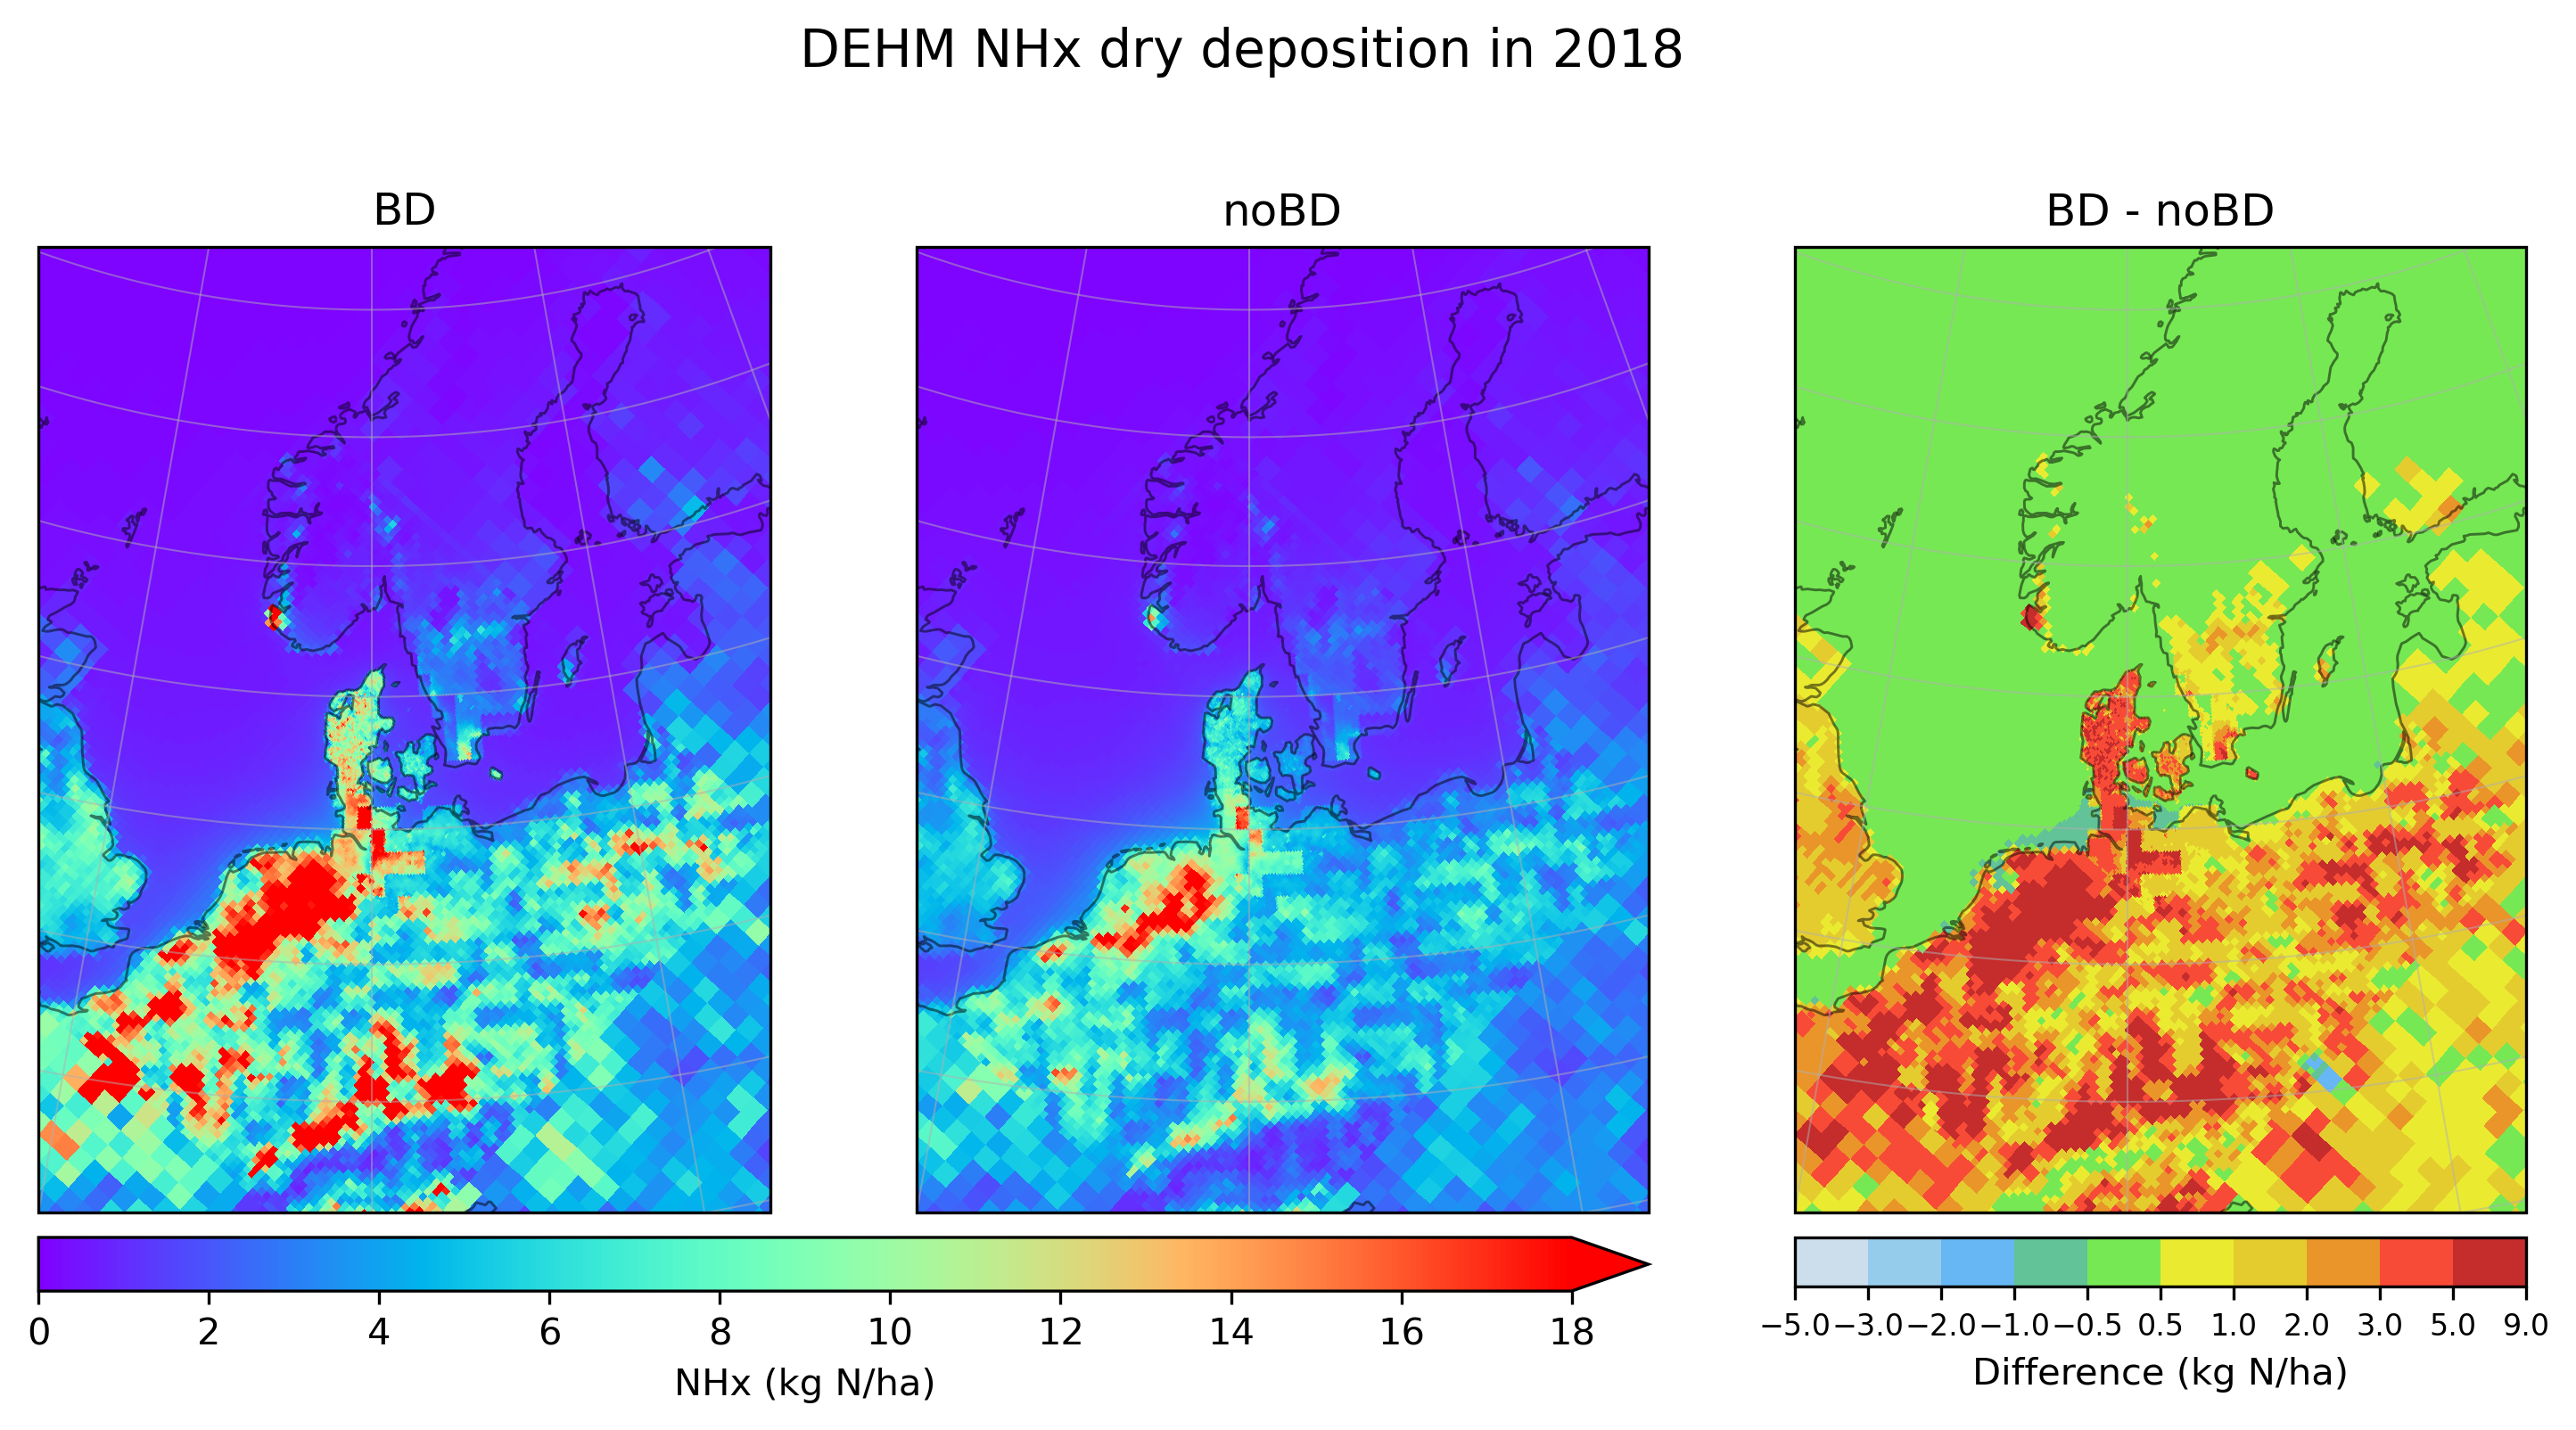 DEHM NHx dry deposition in 2018
BD
noBD
BD - noBD
0 2 4 6 8 10 12 14 16 18
NHx (kg N/ha)
−5.0 −3.0 −2.0 −1.0 −0.5 0.5 1.0 2.0 3.0 5.0 9.0
Difference (kg N/ha)